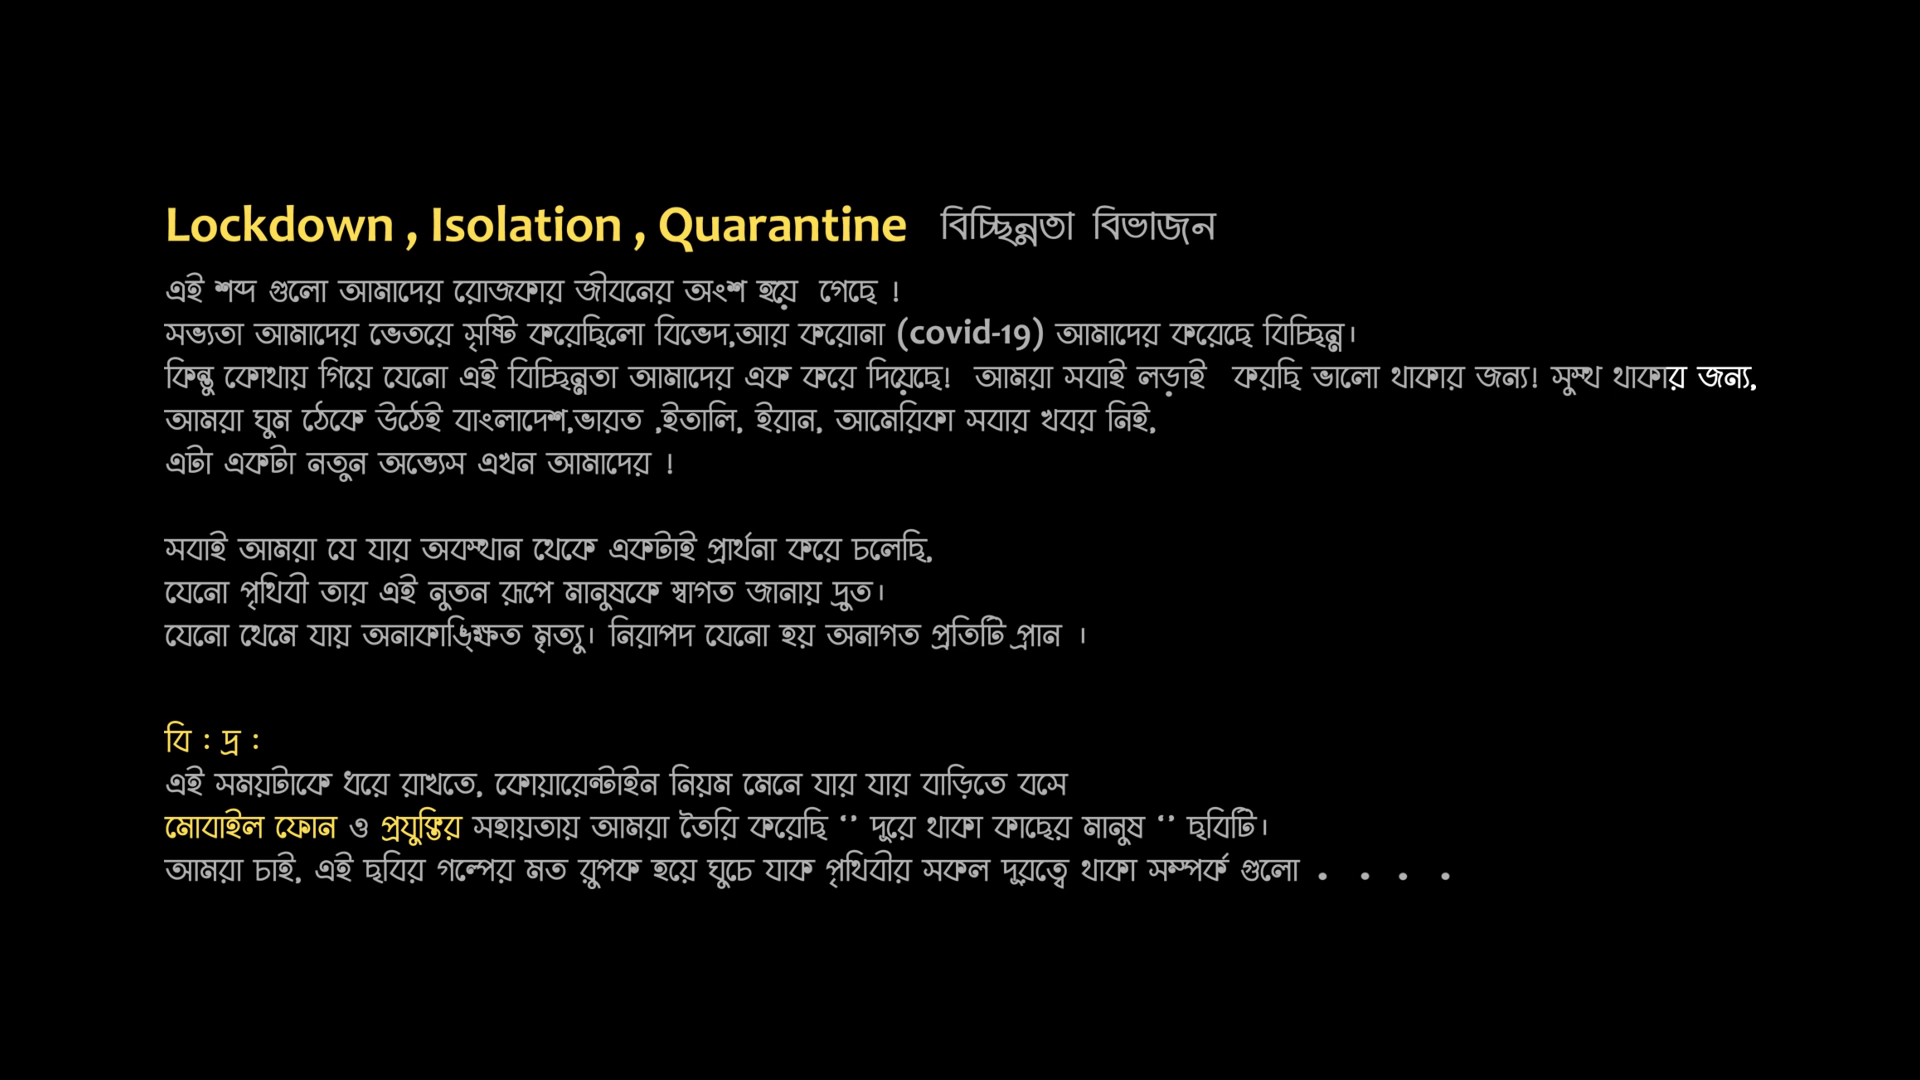 Lockdown , Isolation , Quarantine বিচ্ছিন্নতা বিভাজন
এই শব্দ গুলো আমাদের রোজকার জীবনের অংশ হয়ে গেছে !
সভ্যতা আমাদের ভেতরে সৃষ্টি করেছিলো বিভেদ,আর করোনা (covid-19) আমাদের করেছে বিচ্ছিন্ন।
কিন্তু কোথায় গিয়ে যেনো এই বিচ্ছিন্নতা আমাদের এক করে দিয়েছে! আমরা সবাই লড়াই করছি ভালো থাকার জন্য! সুস্থ থাকার জন্য,
আমরা ঘুম ঠেকে উঠেই বাংলাদেশ,ভারত ,ইতালি, ইরান, আমেরিকা সবার খবর নিই,
এটা একটা নতুন অভ্যেস এখন আমাদের !
সবাই আমরা যে যার অবস্থান থেকে একটাই প্রার্থনা করে চলেছি,
যেনো পৃথিবী তার এই নুতন রূপে মানুষকে স্বাগত জানায় দ্রুত।
যেনো থেমে যায় অনাকাঙ্ক্ষিত মৃত্যু। নিরাপদ যেনো হয় অনাগত প্রতিটি প্রান ।
বি : দ্র :
এই সময়টাকে ধরে রাখতে, কোয়ারেন্টাইন নিয়ম মেনে যার যার বাড়িতে বসে
মোবাইল ফোন ও প্রযুক্তির সহায়তায় আমরা তৈরি করেছি ‘‘ দূরে থাকা কাছের মানুষ ‘‘ ছবিটি।
আমরা চাই, এই ছবির গল্পের মত রুপক হয়ে ঘুচে যাক পৃথিবীর সকল দূরত্বে থাকা সম্পর্ক গুলো . . . .